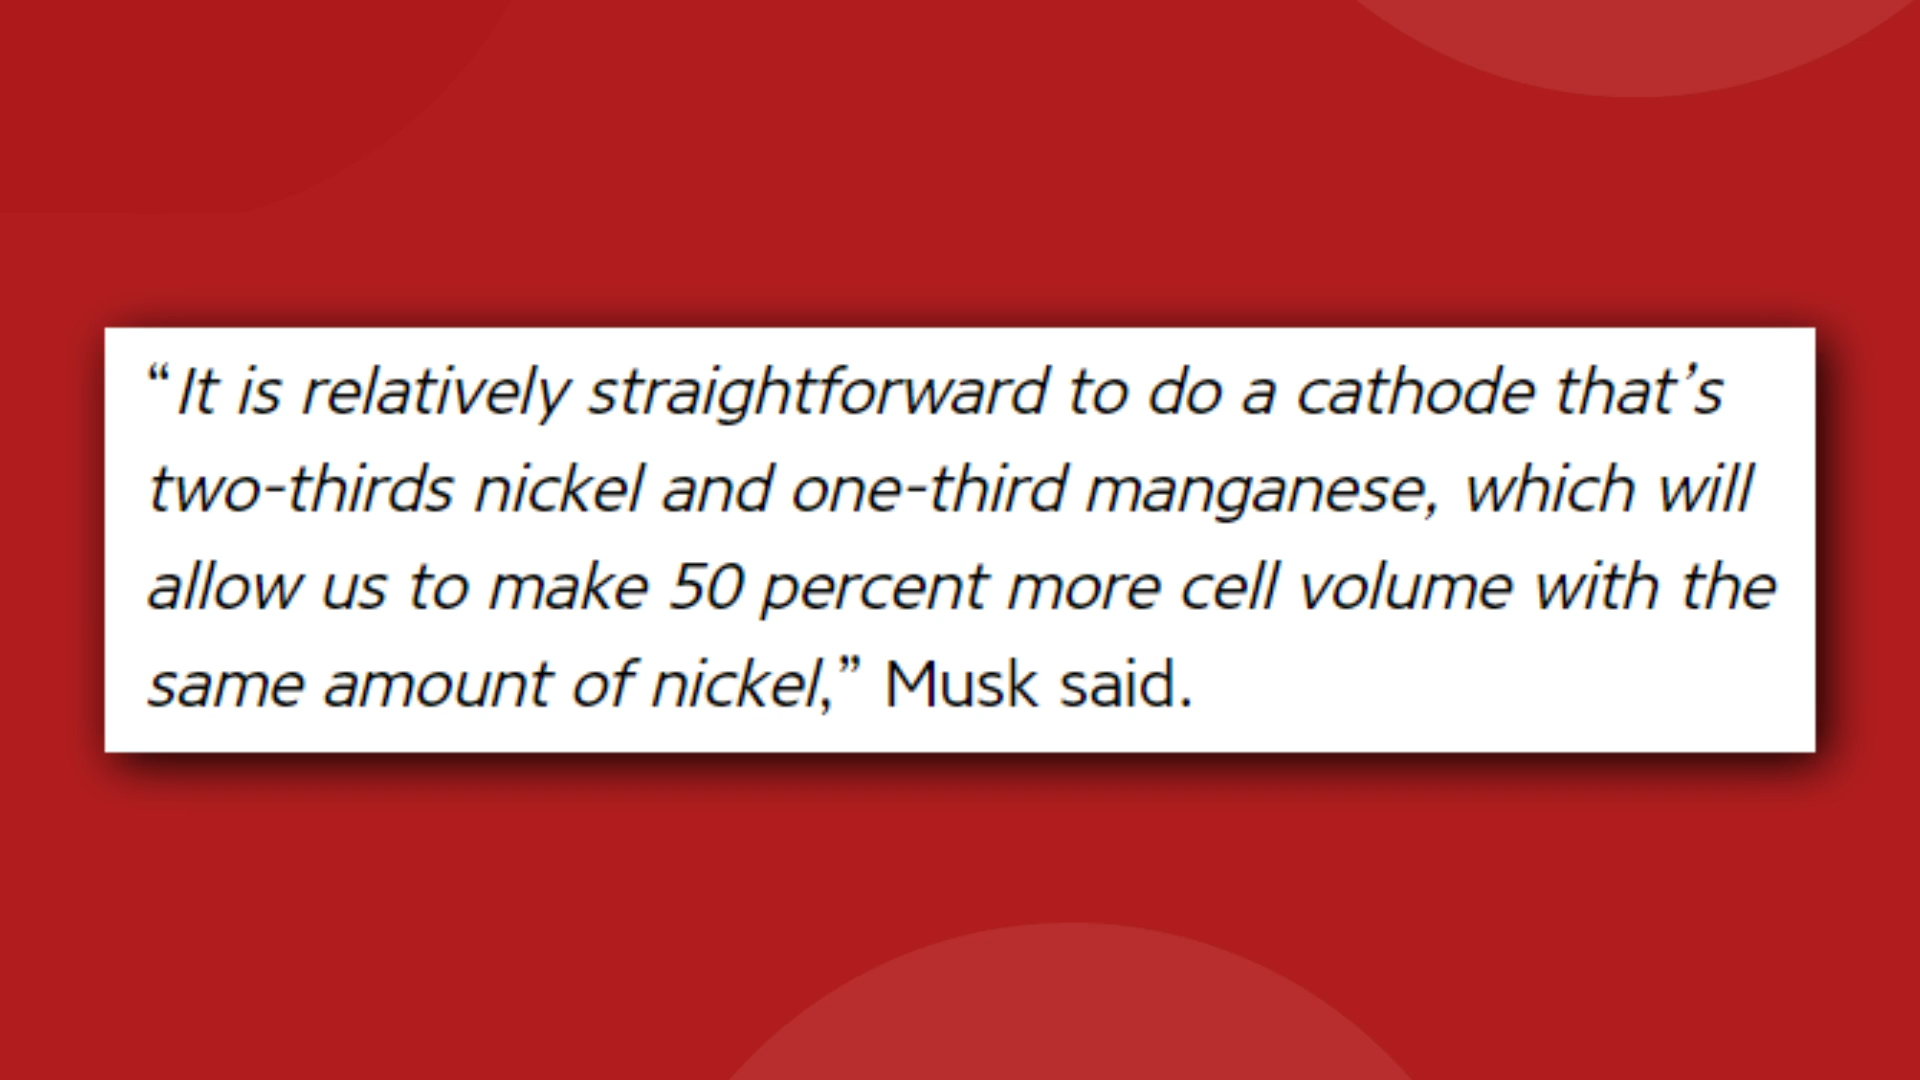 “It is relatively straightforward to do a cathode that’s
two-thirds nickel and one-third manganese, which will
allow us to make 50 percent more cell volume with the
same amount of nickel,” Musk said.